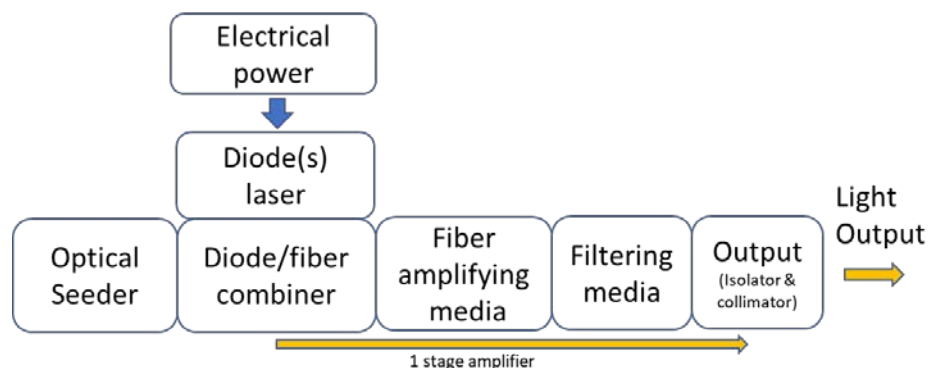 Electrical
power
Diode(s)
laser
Optical
Seeder
Diode/fiber
combiner
Fiber
amplifying
media
Filtering
media
Output
(Isolator &
collimator)
Light
Output
1 stage amplifier